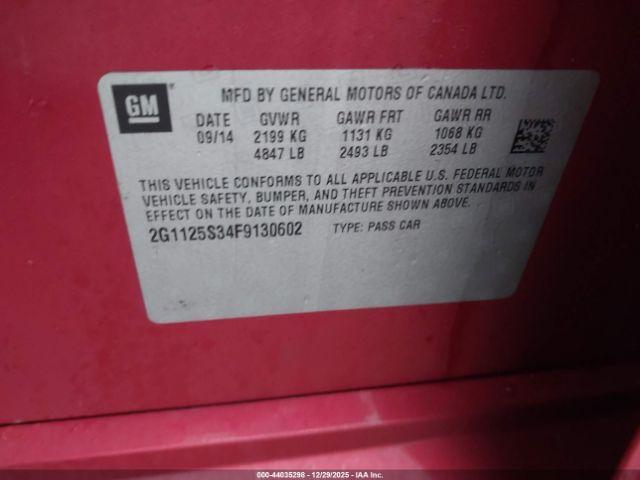 GM
MFD BY GENERAL MOTORS OF CANADA LTD.
DATE GVWR GAWR FRT GAWR RR
09/14 2199 KG 1131 KG 1068 KG
4847 LB 2493 LB 2354 LB
THIS VEHICLE CONFORMS TO ALL APPLICABLE U.S. FEDERAL MOTOR
VEHICLE SAFETY, BUMPER, AND THEFT PREVENTION STANDARDS IN
EFFECT ON THE DATE OF MANUFACTURE SHOWN ABOVE.
2G1125S34F9130602 TYPE: PASS CAR
000-44035298 - 12/29/2025 - IAA Inc.